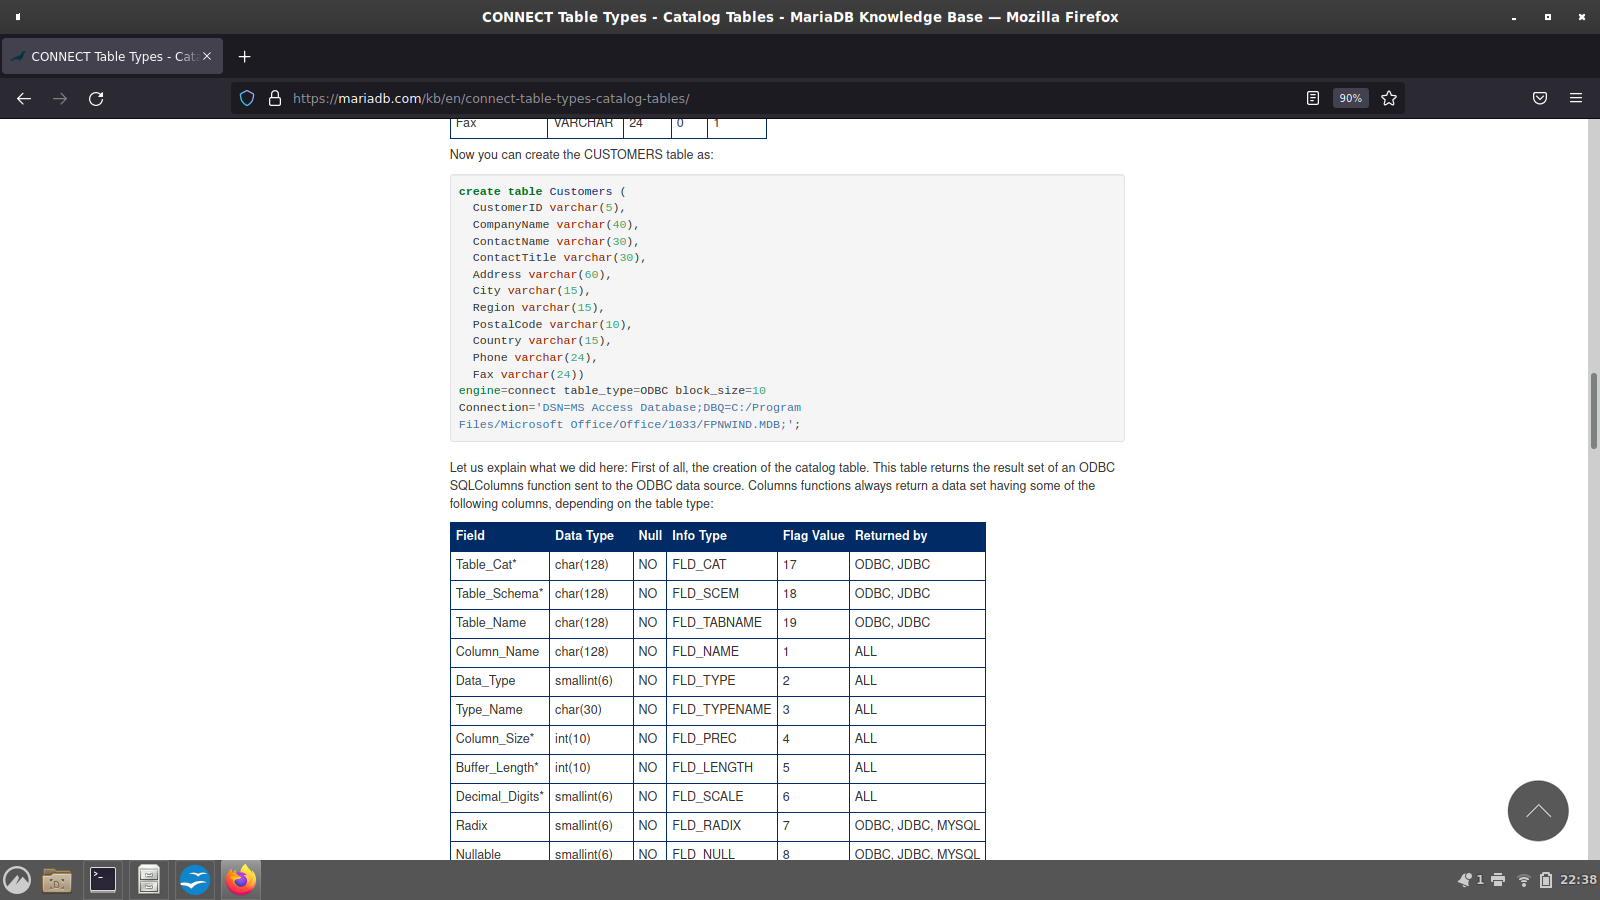 CONNECT Table Types - Catalog Tables - MariaDB Knowledge Base — Mozilla Firefox
CONNECT Table Types - Cat
https://mariadb.com/kb/en/connect-table-types-catalog-tables/
90%
Fax VARCHAR 24 0 1
Now you can create the CUSTOMERS table as:
create table Customers (
CustomerID varchar(5),
CompanyName varchar(40),
ContactName varchar(30),
ContactTitle varchar(30),
Address varchar(60),
City varchar(15),
Region varchar(15),
PostalCode varchar(10),
Country varchar(15),
Phone varchar(24),
Fax varchar(24))
engine=connect table_type=ODBC block_size=10
Connection='DSN=MS Access Database;DBQ=C:/Program
Files/Microsoft Office/Office/1033/FPNWIND.MDB;';
Let us explain what we did here: First of all, the creation of the catalog table. This table returns the result set of an ODBC
SQLColumns function sent to the ODBC data source. Columns functions always return a data set having some of the
following columns, depending on the table type:
Field Data Type Null Info Type Flag Value Returned by
Table_Cat* char(128) NO FLD_CAT 17 ODBC, JDBC
Table_Schema* char(128) NO FLD_SCEM 18 ODBC, JDBC
Table_Name char(128) NO FLD_TABNAME 19 ODBC, JDBC
Column_Name char(128) NO FLD_NAME 1 ALL
Data_Type smallint(6) NO FLD_TYPE 2 ALL
Type_Name char(30) NO FLD_TYPENAME 3 ALL
Column_Size* int(10) NO FLD_PREC 4 ALL
Buffer_Length* int(10) NO FLD_LENGTH 5 ALL
Decimal_Digits* smallint(6) NO FLD_SCALE 6 ALL
Radix smallint(6) NO FLD_RADIX 7 ODBC, JDBC, MYSQL
Nullable smallint(6) NO FLD_NULL 8 ODBC, JDBC, MYSQL
1 22:38